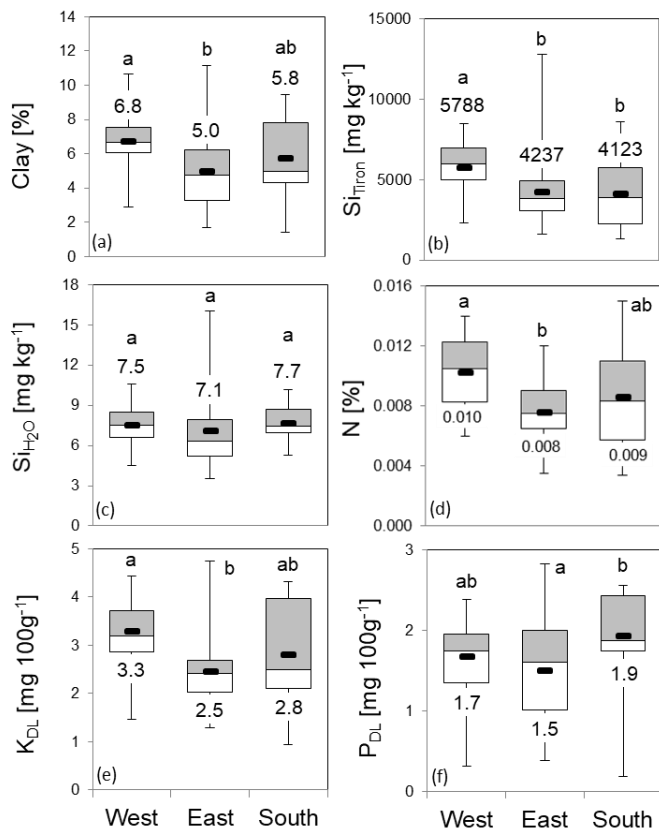 14
12
10
8
6
4
2
0
Clay [%]
a
b
ab
6.8
5.0
5.8
(a)
15000
10000
5000
0
Si_Tiron [mg kg⁻¹]
a
b
b
5788
4237
4123
(b)
18
15
12
9
6
3
0
Si_H₂O [mg kg⁻¹]
a
a
a
7.5
7.1
7.7
(c)
0.016
0.012
0.008
0.004
0.000
N [%]
a
b
ab
0.010
0.008
0.009
(d)
5
4
3
2
1
0
K_DL [mg 100g⁻¹]
a
b
ab
3.3
2.5
2.8
(e)
West East South
3
2
1
0
P_DL [mg 100g⁻¹]
ab
a
b
1.7
1.5
1.9
(f)
West East South